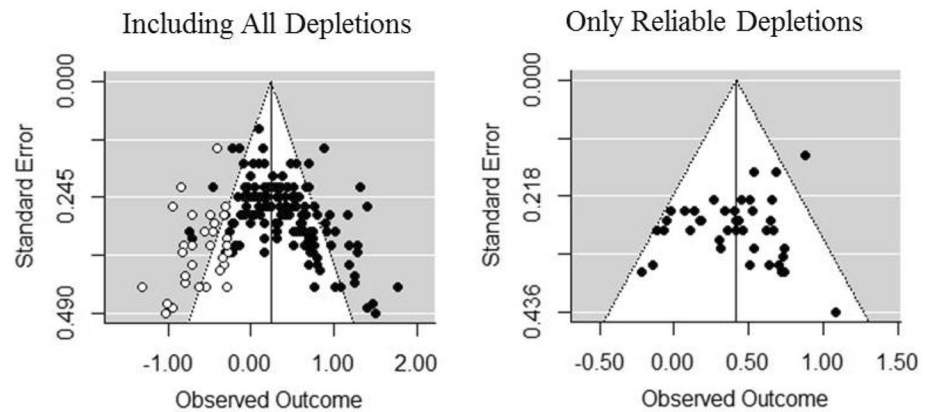 Including All Depletions
Standard Error
0.000
0.245
0.490
-1.00
0.00
1.00
2.00
Observed Outcome
Only Reliable Depletions
Standard Error
0.000
0.218
0.436
-0.50
0.00
0.50
1.00
1.50
Observed Outcome